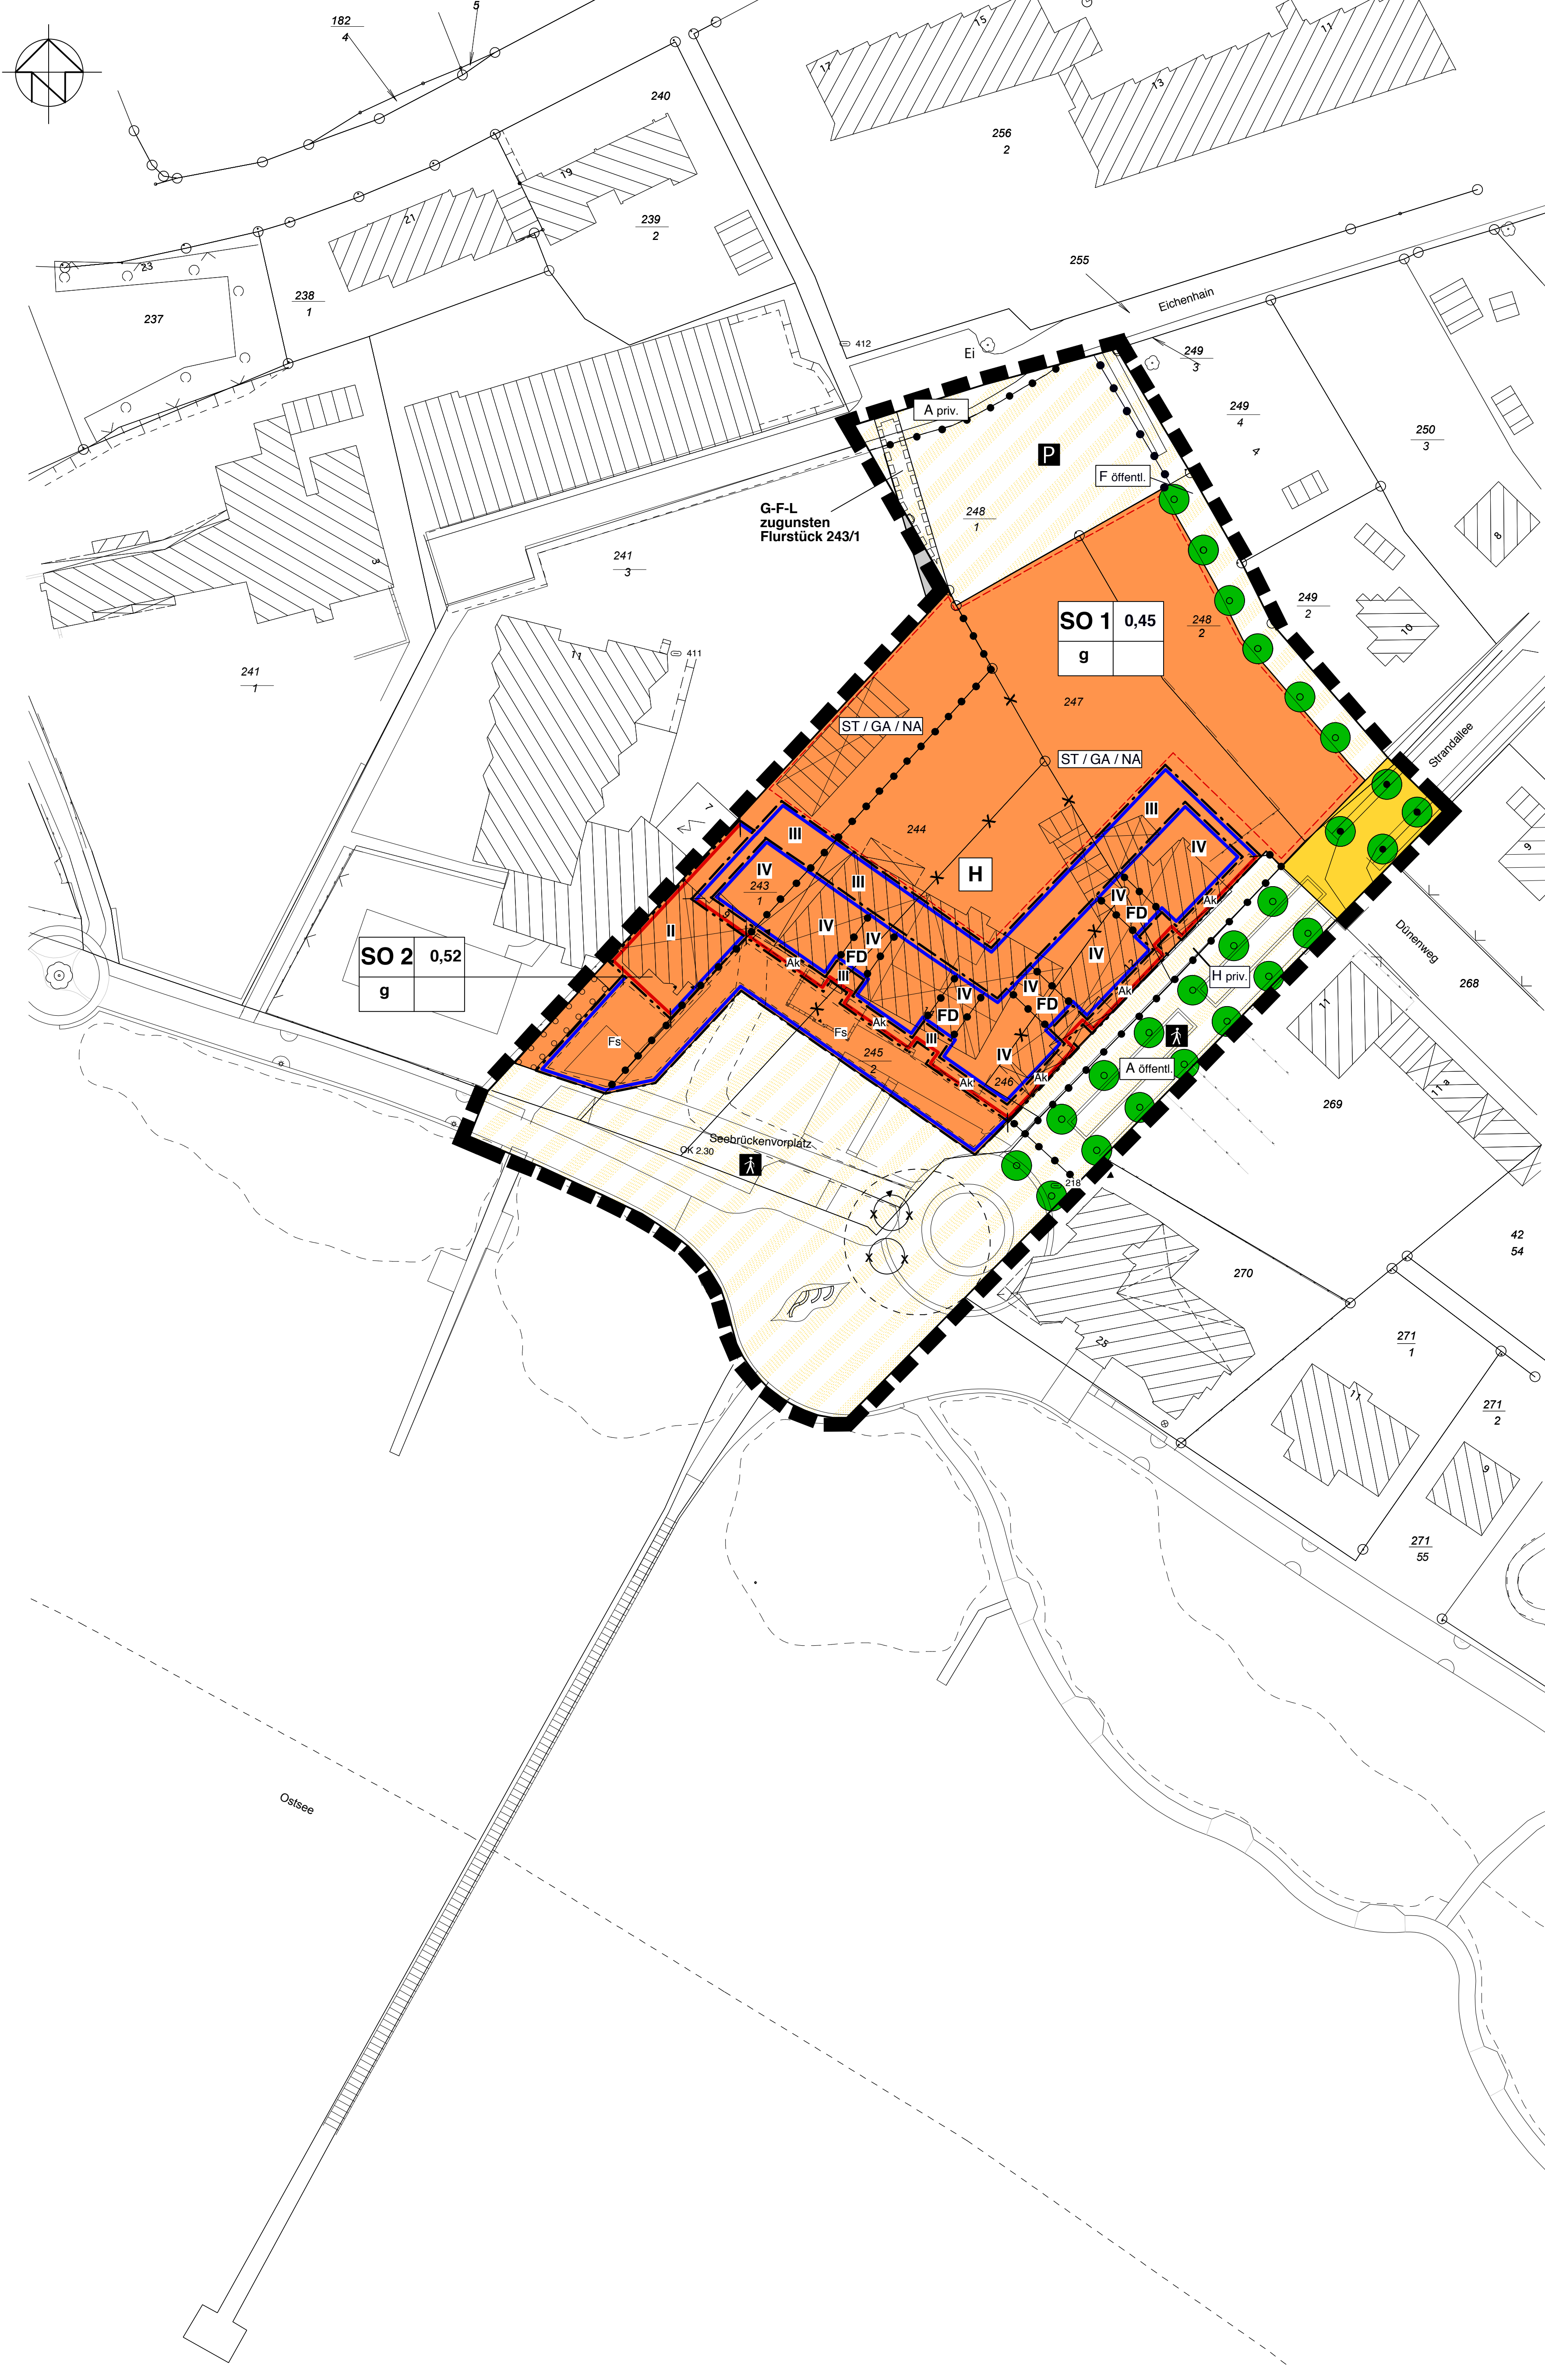 5
182
4
N
240
15
11
17
13
256
2
19
21
239
2
23
238
1
237
255
Eichenhain
412
Ei
249
3
A priv.
249
4
4
250
3
P
F öffentl.
G-F-L
zugunsten
Flurstück 243/1
248
1
8
241
3
3
249
2
SO 1
0,45
g
248
2
10
11
411
241
1
247
ST / GA / NA
ST / GA / NA
Strandallee
7
III
III
244
IV
9
III
IV
243
1
H
IV
Ak
IV
IV
FD
II
Dünenweg
SO 2
0,52
g
FD
IV
Ak
III
12
268
H priv.
IV
IV
Ak
11
FD
FD
Ak
Fs
Fs
III
IV
245
2
A öffentl.
Ak
246
Ak
11 a
269
Seebrückenvorplatz
OK 2.30
218
X
X
X
X
42
54
270
25
271
1
11
271
2
9
271
55
Ostsee